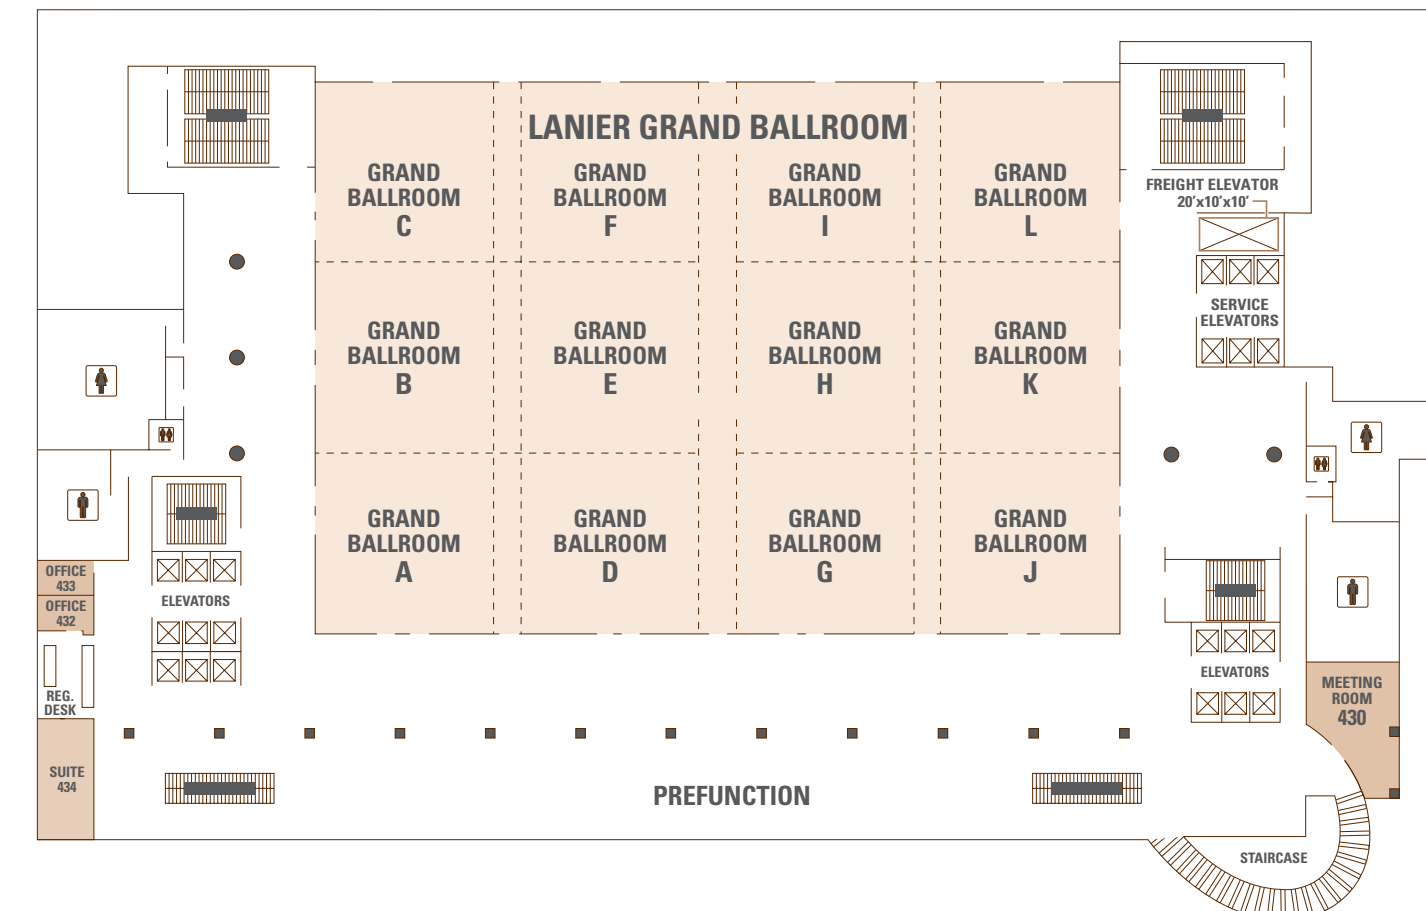 LANIER GRAND BALLROOM
GRAND
BALLROOM
C
GRAND
BALLROOM
F
GRAND
BALLROOM
I
GRAND
BALLROOM
L
FREIGHT ELEVATOR
20'x10'x10'
SERVICE
ELEVATORS
GRAND
BALLROOM
B
GRAND
BALLROOM
E
GRAND
BALLROOM
H
GRAND
BALLROOM
K
GRAND
BALLROOM
A
GRAND
BALLROOM
D
GRAND
BALLROOM
G
GRAND
BALLROOM
J
OFFICE
433
OFFICE
432
ELEVATORS
REG.
DESK
SUITE
434
ELEVATORS
MEETING
ROOM
430
PREFUNCTION
STAIRCASE